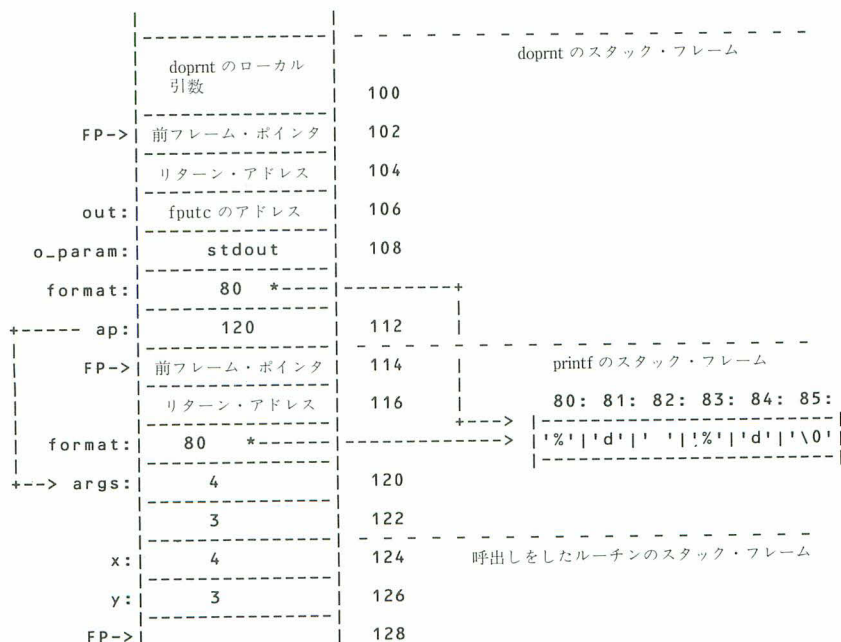 doprnt のスタック・フレーム
doprnt のローカル
引数
100
FP-> 前フレーム・ポインタ 102
リターン・アドレス 104
out: fputc のアドレス 106
o_param: stdout 108
format: 80 *
ap: 120 112
FP-> 前フレーム・ポインタ 114 printf のスタック・フレーム
リターン・アドレス 116 80: 81: 82: 83: 84: 85:
format: 80 * |'%'|'d'|' '|'%'|'d'|'\0'|
args: 4 120
3 122
x: 4 124 呼出しをしたルーチンのスタック・フレーム
y: 3 126
FP-> 128